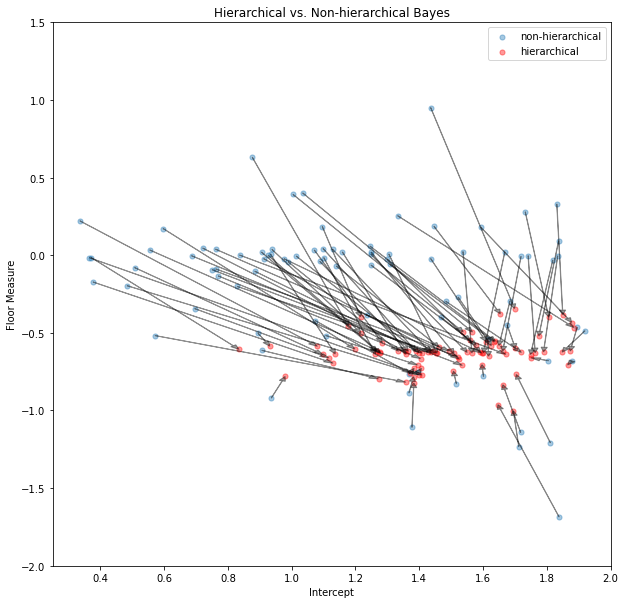 Hierarchical vs. Non-hierarchical Bayes
non-hierarchical
hierarchical
1.5
1.0
0.5
0.0
−0.5
−1.0
−1.5
−2.0
Floor Measure
0.4 0.6 0.8 1.0 1.2 1.4 1.6 1.8 2.0
Intercept